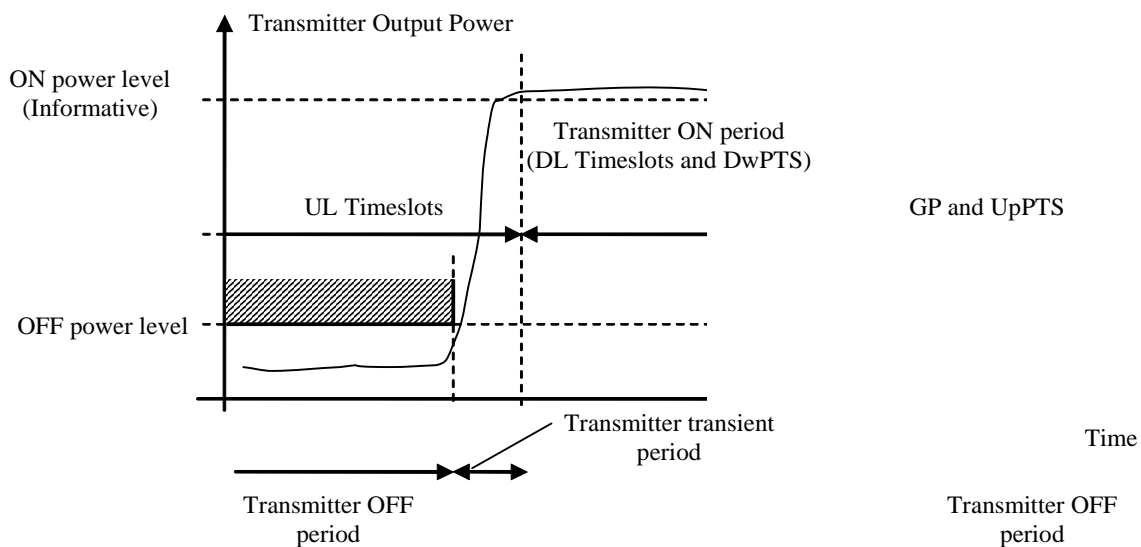 Transmitter Output Power
ON power level
(Informative)
Transmitter ON period
(DL Timeslots and DwPTS)
UL Timeslots
GP and UpPTS
OFF power level
Transmitter transient
period
Time
Transmitter OFF
period
Transmitter OFF
period